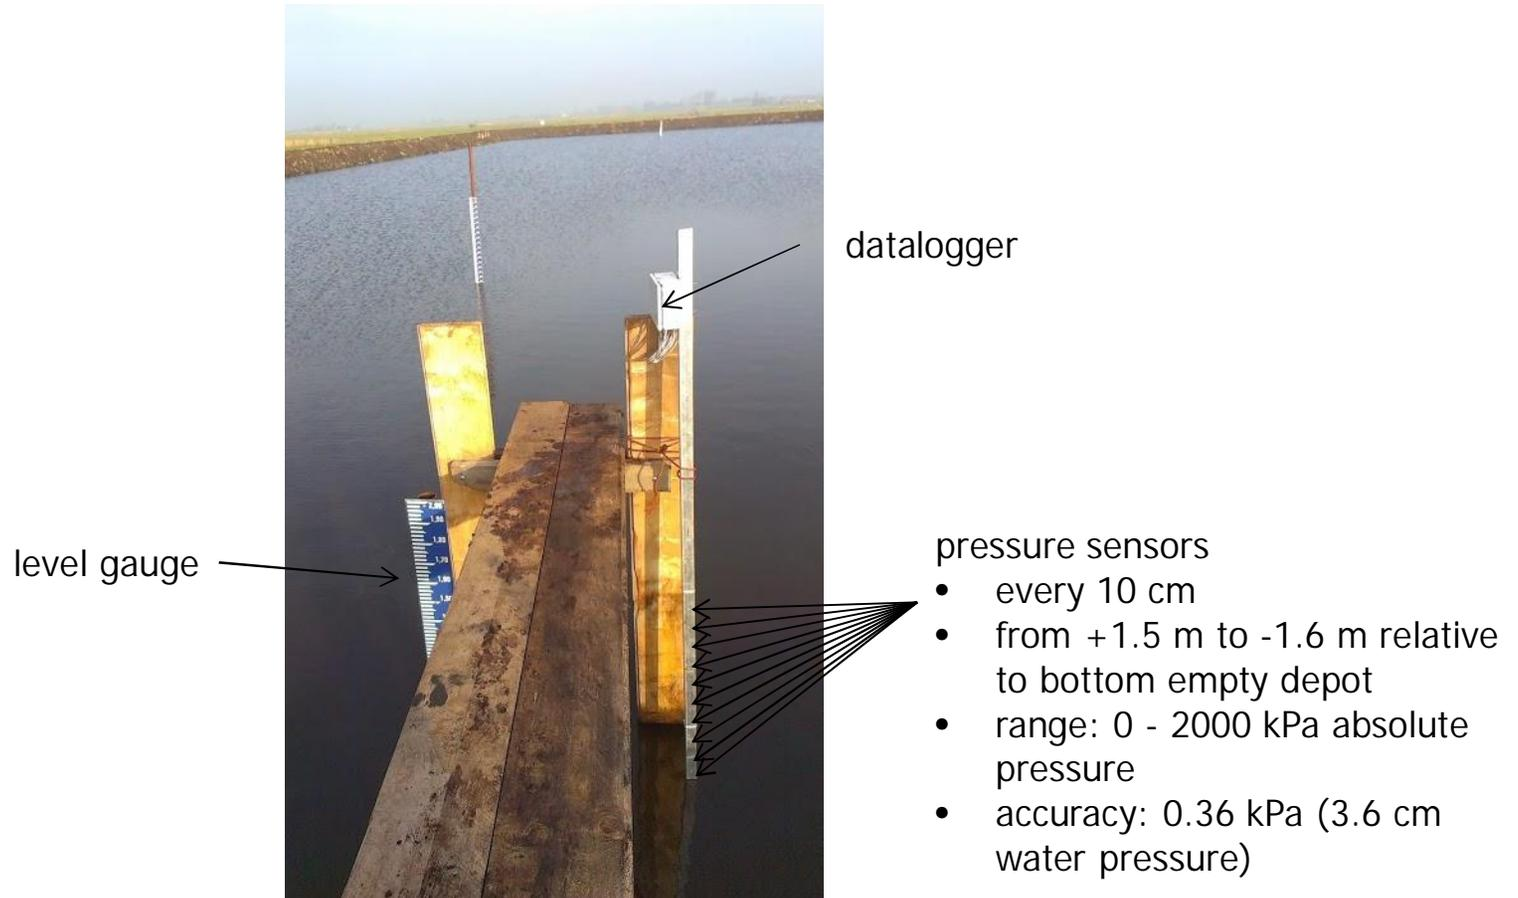 datalogger
level gauge
pressure sensors
• every 10 cm
• from +1.5 m to -1.6 m relative
to bottom empty depot
• range: 0 - 2000 kPa absolute
pressure
• accuracy: 0.36 kPa (3.6 cm
water pressure)